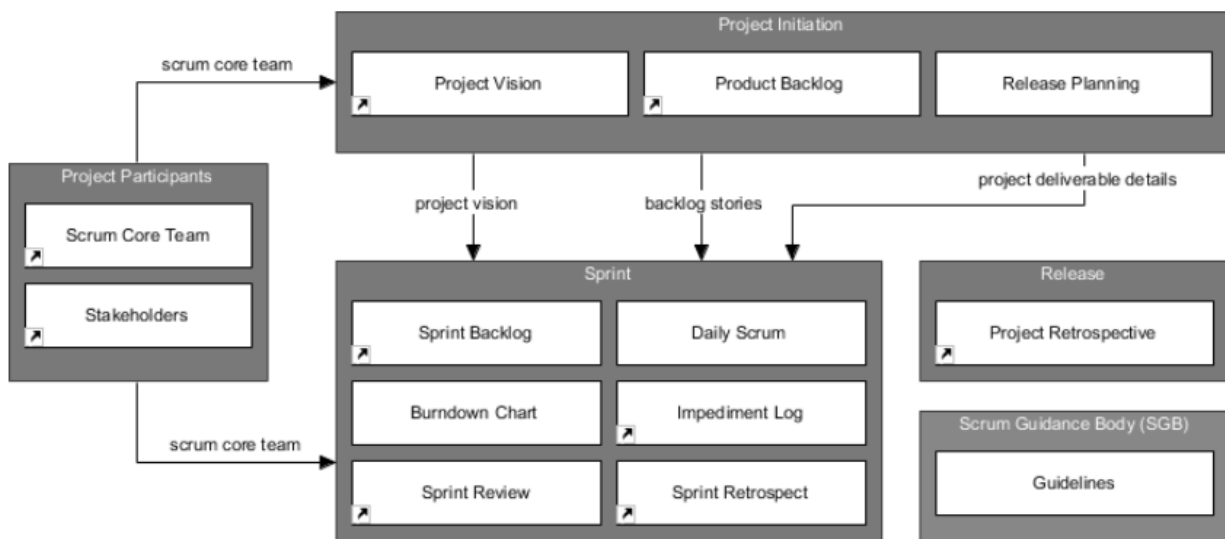 Project Initiation
scrum core team
Project Vision
Product Backlog
Release Planning
Project Participants
project deliverable details
project vision
backlog stories
Scrum Core Team
Stakeholders
Sprint
Release
Sprint Backlog
Daily Scrum
Project Retrospective
Burndown Chart
Impediment Log
Scrum Guidance Body (SGB)
scrum core team
Sprint Review
Sprint Retrospect
Guidelines